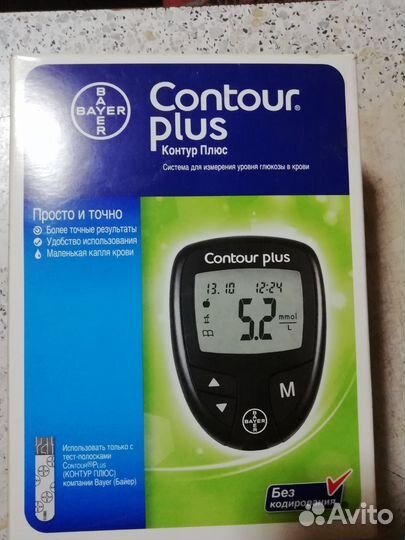 BAYER
BAYER
Contour®
plus
Контур Плюс
Система для измерения уровня глюкозы в крови
Просто и точно
Более точные результаты
Удобство использования
Маленькая капля крови
Contour plus
13.10 12:24
5.2 mmol
L
M
BAYER
BAYER
Использовать только с
тест-полосками
Contour®Plus
(КОНТУР ПЛЮС)
компании Bayer (Байер)
Без
кодирования
Avito